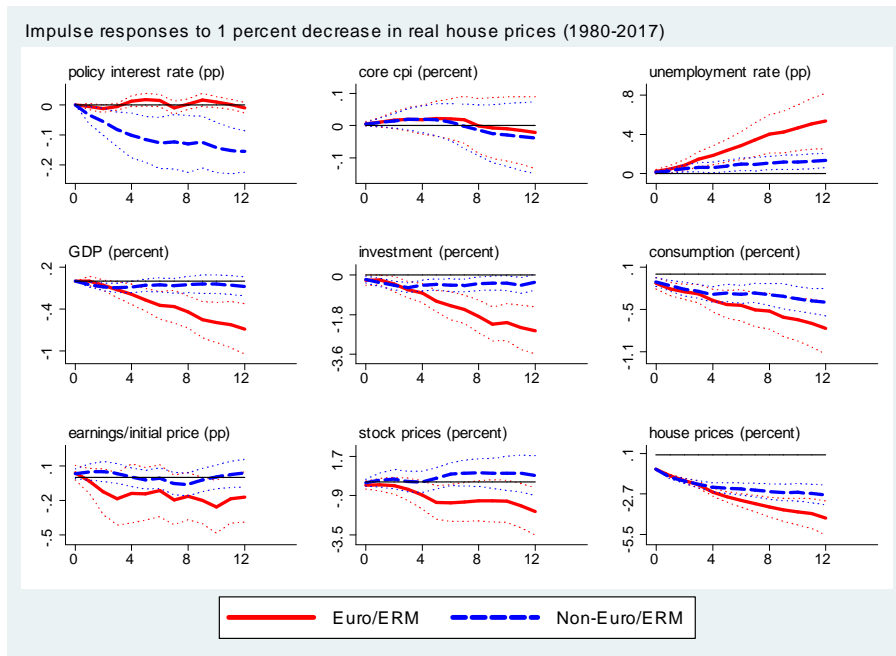 Impulse responses to 1 percent decrease in real house prices (1980-2017)
policy interest rate (pp) core cpi (percent) unemployment rate (pp)
0 -.1 -.2 .1 0 -.1 .8 .4 0
0 4 8 12 0 4 8 12 0 4 8 12
GDP (percent) investment (percent) consumption (percent)
.2 -.4 -1 0 -1.8 -3.6 .1 -.5 -1.1
0 4 8 12 0 4 8 12 0 4 8 12
earnings/initial price (pp) stock prices (percent) house prices (percent)
.1 -.2 -.5 1.7 -.9 -3.5 .1 -2.7 -5.5
0 4 8 12 0 4 8 12 0 4 8 12
Euro/ERM Non-Euro/ERM